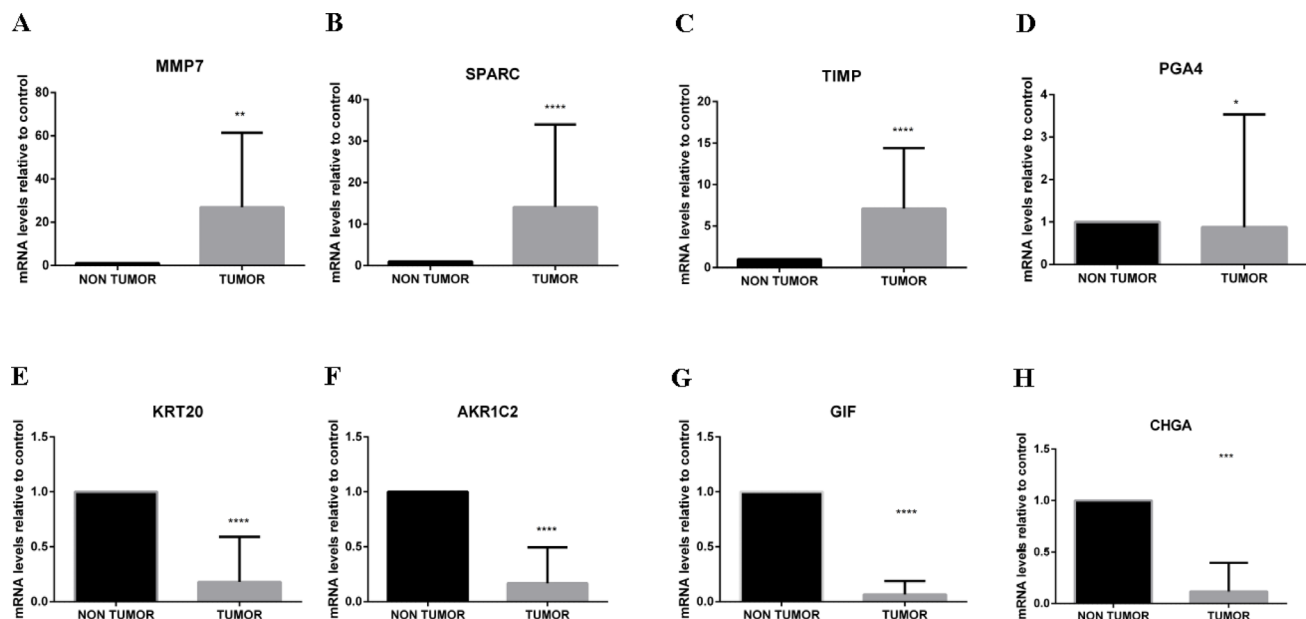 A
MMP7
mRNA levels relative to control
80
60
40
20
0
**
NON TUMOR
TUMOR
B
SPARC
mRNA levels relative to control
40
30
20
10
0
****
NON TUMOR
TUMOR
C
TIMP
mRNA levels relative to control
20
15
10
5
0
****
NON TUMOR
TUMOR
D
PGA4
mRNA levels relative to control
4
3
2
1
0
*
NON TUMOR
TUMOR
E
KRT20
mRNA levels relative to control
1.5
1.0
0.5
0.0
****
NON TUMOR
TUMOR
F
AKR1C2
mRNA levels relative to control
1.5
1.0
0.5
0.0
****
NON TUMOR
TUMOR
G
GIF
mRNA levels relative to control
1.5
1.0
0.5
0.0
****
NON TUMOR
TUMOR
H
CHGA
mRNA levels relative to control
1.5
1.0
0.5
0.0
***
NON TUMOR
TUMOR